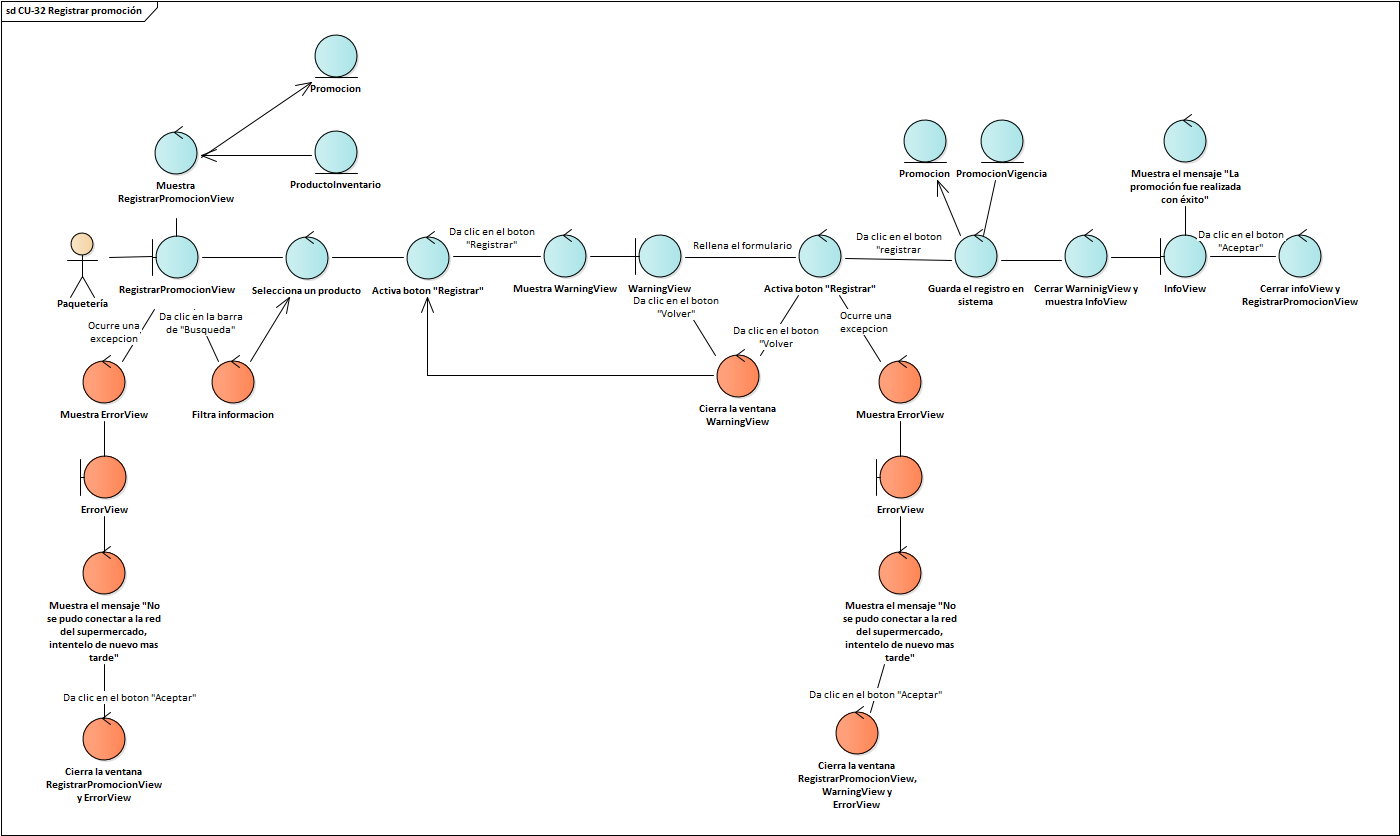 sd CU-32 Registrar promoción
Promocion
ProductoInventario
Muestra
RegistrarPromocionView
Promocion
PromocionVigencia
Muestra el mensaje "La
promoción fue realizada
con éxito"
Paquetería
RegistrarPromocionView
Selecciona un producto
Activa boton "Registrar"
Da clic en el boton
"Registrar"
Muestra WarningView
WarningView
Rellena el formulario
Activa boton "Registrar"
Da clic en el boton
"registrar
Guarda el registro en
sistema
Cerrar WarninigView y
muestra InfoView
InfoView
Da clic en el boton
"Aceptar"
Cerrar infoView y
RegistrarPromocionView
Ocurre una
excepcion
Da clic en la barra
de "Busqueda"
Da clic en el boton
"Volver"
Da clic en el boton
"Volver
Ocurre una
excepcion
Muestra ErrorView
Filtra informacion
Cierra la ventana
WarningView
Muestra ErrorView
ErrorView
ErrorView
Muestra el mensaje "No
se pudo conectar a la red
del supermercado,
intentelo de nuevo mas
tarde"
Muestra el mensaje "No
se pudo conectar a la red
del supermercado,
intentelo de nuevo mas
tarde"
Da clic en el boton "Aceptar"
Da clic en el boton "Aceptar"
Cierra la ventana
RegistrarPromocionView
y ErrorView
Cierra la ventana
RegistrarPromocionView,
WarningView y
ErrorView